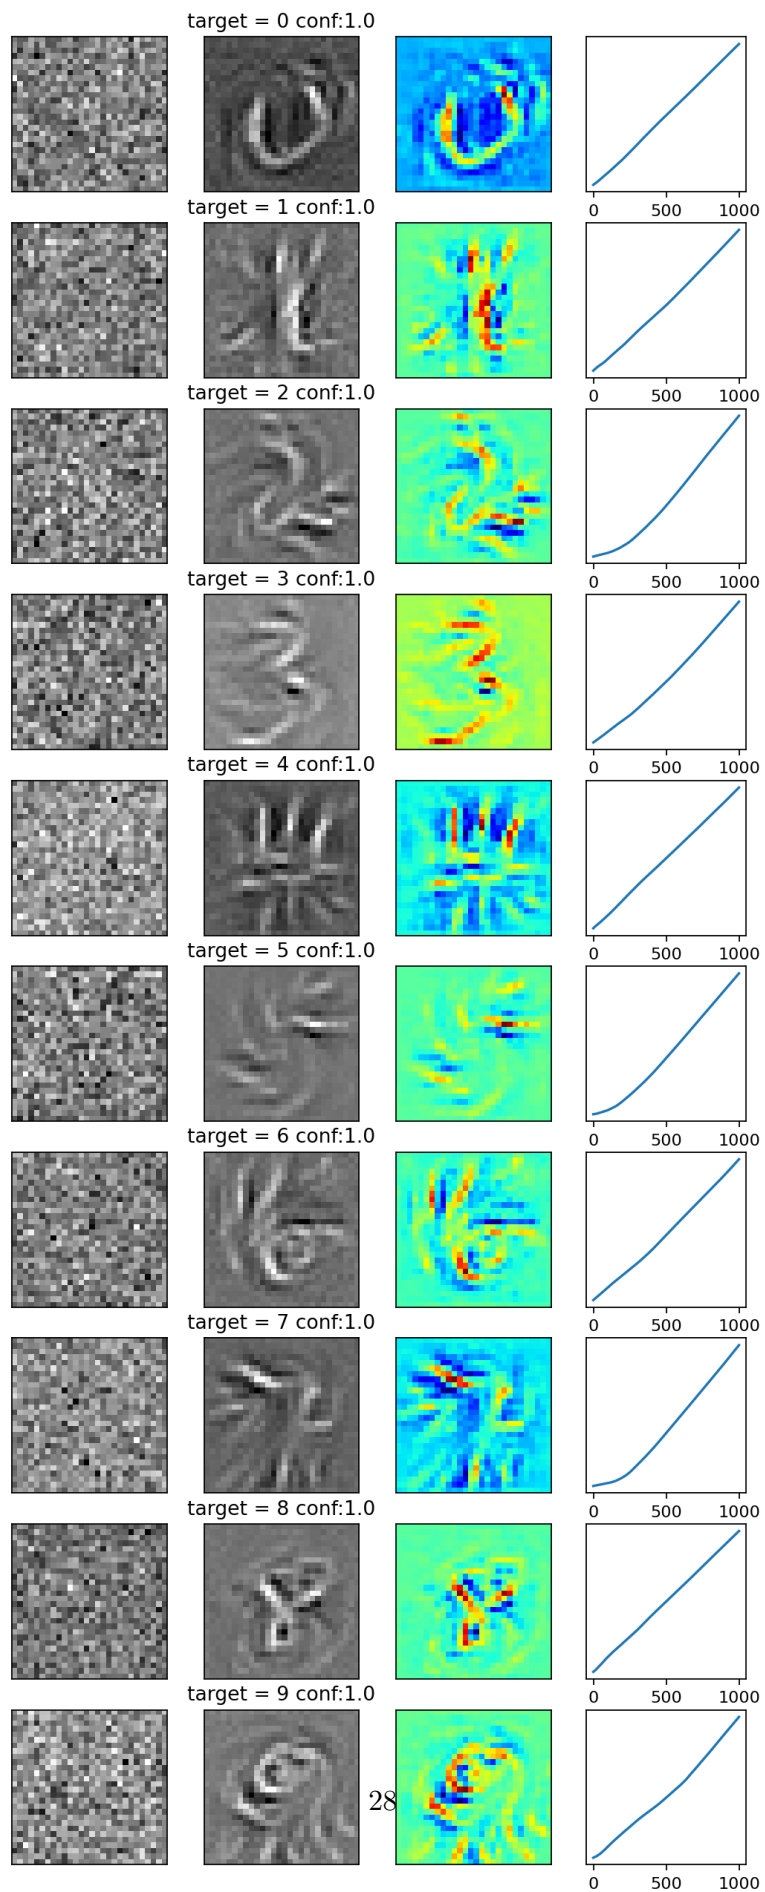 target = 0 conf:1.0
0 500 1000
target = 1 conf:1.0
0 500 1000
target = 2 conf:1.0
0 500 1000
target = 3 conf:1.0
0 500 1000
target = 4 conf:1.0
0 500 1000
target = 5 conf:1.0
0 500 1000
target = 6 conf:1.0
0 500 1000
target = 7 conf:1.0
0 500 1000
target = 8 conf:1.0
0 500 1000
target = 9 conf:1.0
28
0 500 1000